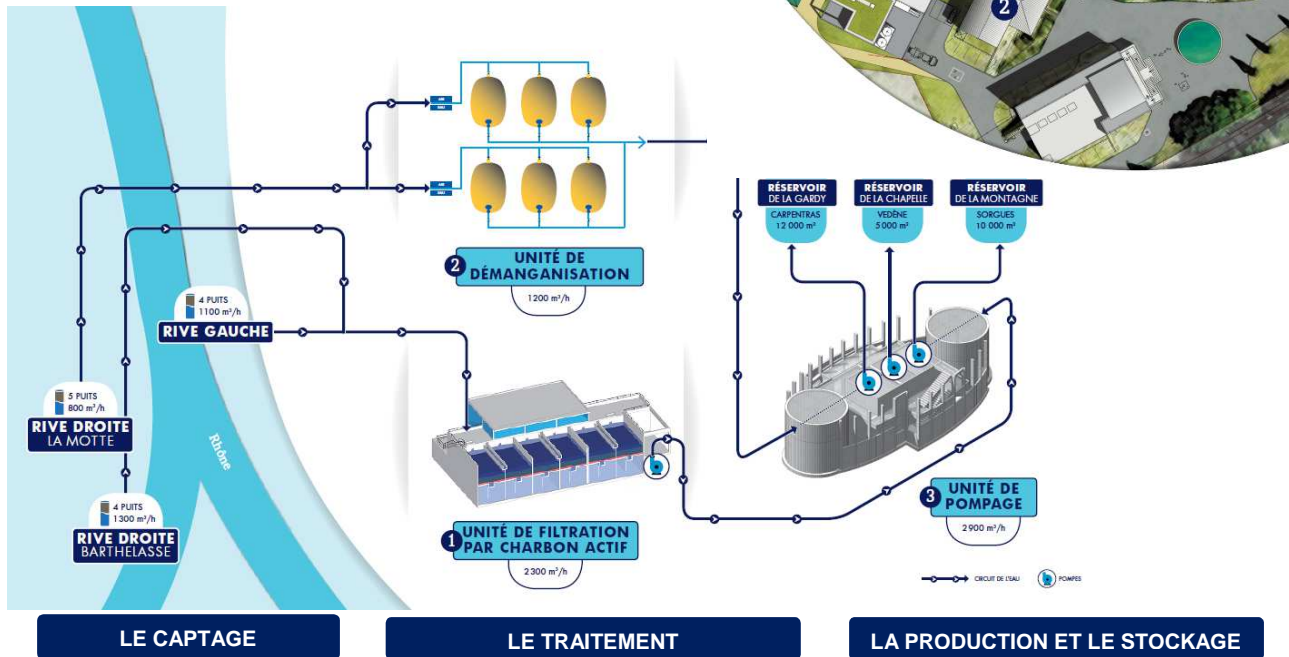 2
RÉSERVOIR
DE LA GARDY
CARPENTRAS
12 000 m³
RÉSERVOIR
DE LA CHAPELLE
VEDÈNE
5 000 m³
RÉSERVOIR
DE LA MONTAGNE
SORGUES
10 000 m³
2
UNITÉ DE
DÉMANGANISATION
1200 m³/h
4 PUITS
1100 m³/h
RIVE GAUCHE
5 PUITS
800 m³/h
RIVE DROITE
LA MOTTE
Rhône
4 PUITS
1300 m³/h
RIVE DROITE
BARTHELASSE
1
UNITÉ DE FILTRATION
PAR CHARBON ACTIF
2300 m³/h
3
UNITÉ DE
POMPAGE
2900 m³/h
CIRCUIT DE L'EAU
POMPES
LE CAPTAGE
LE TRAITEMENT
LA PRODUCTION ET LE STOCKAGE